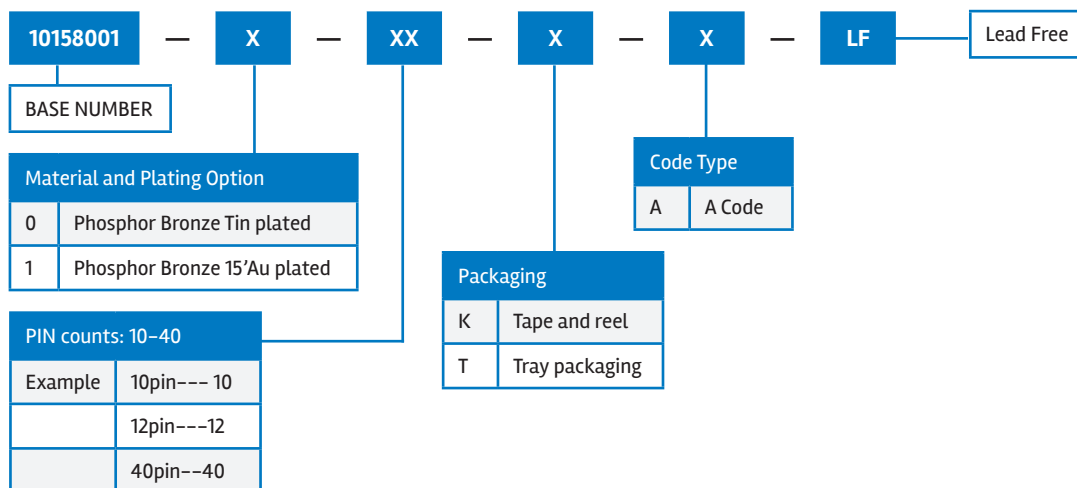 10158001 — X — XX — X — X — LF Lead Free
BASE NUMBER
Material and Plating Option
0 Phosphor Bronze Tin plated
1 Phosphor Bronze 15’Au plated
PIN counts: 10–40
Example 10pin--- 10
12pin---12
40pin--40
Packaging
K Tape and reel
T Tray packaging
Code Type
A A Code